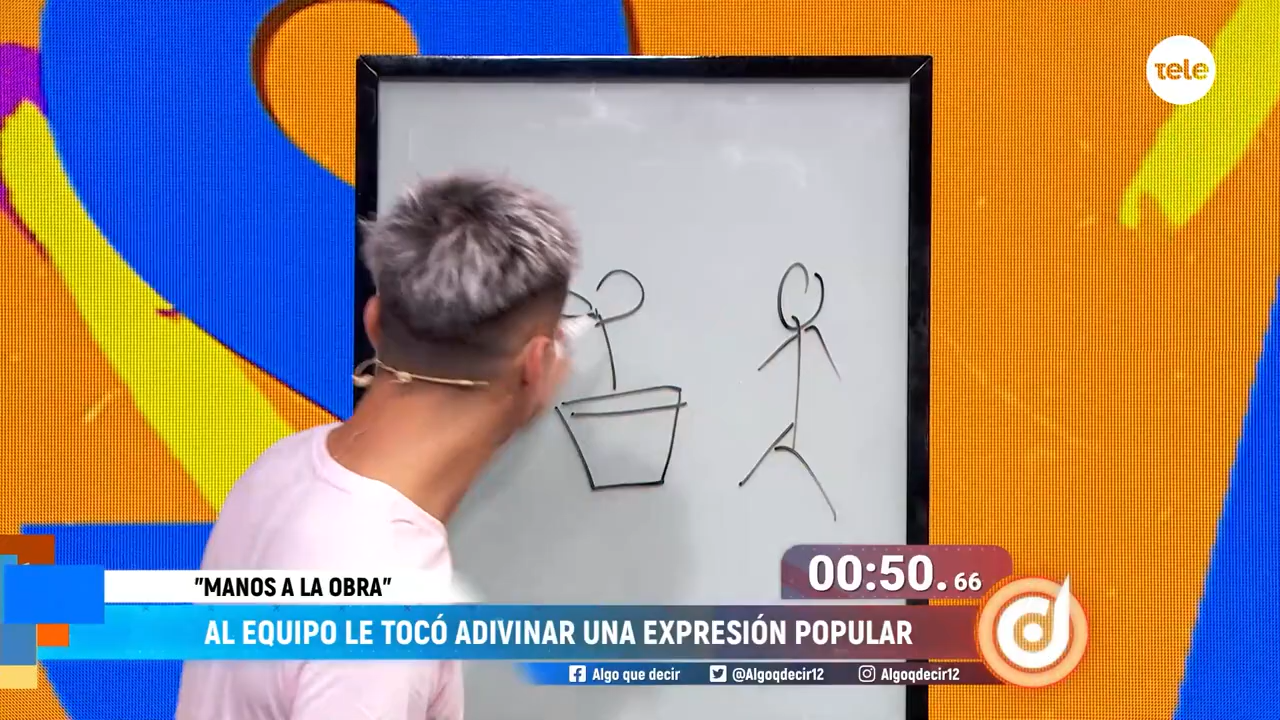 tele
00:50.66
"MANOS A LA OBRA"
AL EQUIPO LE TOCÓ ADIVINAR UNA EXPRESIÓN POPULAR
Algo que decir @Algoqdecir12 Algoqdecir12